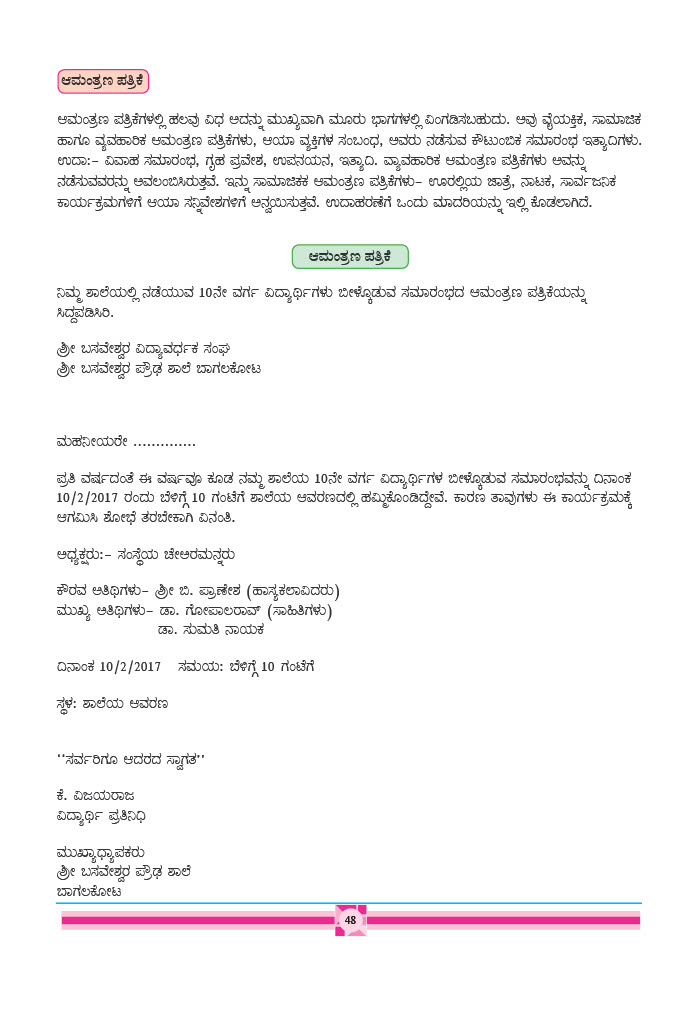 ಆಮಂತ್ರಣ ಪತ್ರಿಕೆ
ಆಮಂತ್ರಣ ಪತ್ರಿಕೆಗಳಲ್ಲಿ ಹಲವು ವಿಧ ಅದನ್ನು ಮುಖ್ಯವಾಗಿ ಮೂರು ಭಾಗಗಳಲ್ಲಿ ವಿಂಗಡಿಸಬಹುದು. ಅವು ವೈಯಕ್ತಿಕ, ಸಾಮಾಜಿಕ
ಹಾಗೂ ವ್ಯವಹಾರಿಕ ಆಮಂತ್ರಣ ಪತ್ರಿಕೆಗಳು, ಆಯಾ ವ್ಯಕ್ತಿಗಳ ಸಂಬಂಧ, ಅವರು ನಡೆಸುವ ಕೌಟುಂಬಿಕ ಸಮಾರಂಭ ಇತ್ಯಾದಿಗಳು.
ಉದಾ:– ವಿವಾಹ ಸಮಾರಂಭ, ಗೃಹ ಪ್ರವೇಶ, ಉಪನಯನ, ಇತ್ಯಾದಿ. ವ್ಯಾವಹಾರಿಕ ಆಮಂತ್ರಣ ಪತ್ರಿಕೆಗಳು ಅವನ್ನು
ನಡೆಸುವವರನ್ನು ಅವಲಂಬಿಸಿರುತ್ತವೆ. ಇನ್ನು ಸಾಮಾಜಿಕಕ ಆಮಂತ್ರಣ ಪತ್ರಿಕೆಗಳು– ಊರಲ್ಲಿಯ ಜಾತ್ರೆ, ನಾಟಕ, ಸಾರ್ವಜನಿಕ
ಕಾರ್ಯಕ್ರಮಗಳಿಗೆ ಆಯಾ ಸನ್ನಿವೇಶಗಳಿಗೆ ಅನ್ವಯಿಸುತ್ತವೆ. ಉದಾಹರಣೆಗೆ ಒಂದು ಮಾದರಿಯನ್ನು ಇಲ್ಲಿ ಕೊಡಲಾಗಿದೆ.
ಆಮಂತ್ರಣ ಪತ್ರಿಕೆ
ನಿಮ್ಮ ಶಾಲೆಯಲ್ಲಿ ನಡೆಯುವ 10ನೇ ವರ್ಗ ವಿದ್ಯಾರ್ಥಿಗಳು ಬೀಳ್ಕೊಡುವ ಸಮಾರಂಭದ ಆಮಂತ್ರಣ ಪತ್ರಿಕೆಯನ್ನು
ಸಿದ್ದಪಡಿಸಿರಿ.
ಶ್ರೀ ಬಸವೇಶ್ವರ ವಿದ್ಯಾವರ್ಧಕ ಸಂಘ
ಶ್ರೀ ಬಸವೇಶ್ವರ ಪ್ರೌಢ ಶಾಲೆ ಬಾಗಲಕೋಟ
ಮಹನೀಯರೇ ..............
ಪ್ರತಿ ವರ್ಷದಂತೆ ಈ ವರ್ಷವೂ ಕೂಡ ನಮ್ಮ ಶಾಲೆಯ 10ನೇ ವರ್ಗ ವಿದ್ಯಾರ್ಥಿಗಳ ಬೀಳ್ಕೊಡುವ ಸಮಾರಂಭವನ್ನು ದಿನಾಂಕ
10/2/2017 ರಂದು ಬೆಳಿಗ್ಗೆ 10 ಗಂಟೆಗೆ ಶಾಲೆಯ ಆವರಣದಲ್ಲಿ ಹಮ್ಮಿಕೊಂಡಿದ್ದೇವೆ. ಕಾರಣ ತಾವುಗಳು ಈ ಕಾರ್ಯಕ್ರಮಕ್ಕೆ
ಆಗಮಿಸಿ ಶೋಭೆ ತರಬೇಕಾಗಿ ವಿನಂತಿ.
ಅಧ್ಯಕ್ಷರು:– ಸಂಸ್ಥೆಯ ಚೇಅರಮನ್ನರು
ಕೌರವ ಅತಿಥಿಗಳು– ಶ್ರೀ ಬಿ. ಪ್ರಾಣೇಶ (ಹಾಸ್ಯಕಲಾವಿದರು)
ಮುಖ್ಯ ಅತಿಥಿಗಳು– ಡಾ. ಗೋಪಾಲರಾವ್ (ಸಾಹಿತಿಗಳು)
ಡಾ. ಸುಮತಿ ನಾಯಕ
ದಿನಾಂಕ 10/2/2017 ಸಮಯ: ಬೆಳಿಗ್ಗೆ 10 ಗಂಟೆಗೆ
ಸ್ಥಳ: ಶಾಲೆಯ ಆವರಣ
‘‘ಸರ್ವರಿಗೂ ಆದರದ ಸ್ವಾಗತ’’
ಕೆ. ವಿಜಯರಾಜ
ವಿದ್ಯಾರ್ಥಿ ಪ್ರತಿನಿಧಿ
ಮುಖ್ಯಾಧ್ಯಾಪಕರು
ಶ್ರೀ ಬಸವೇಶ್ವರ ಪ್ರೌಢ ಶಾಲೆ
ಬಾಗಲಕೋಟ
48